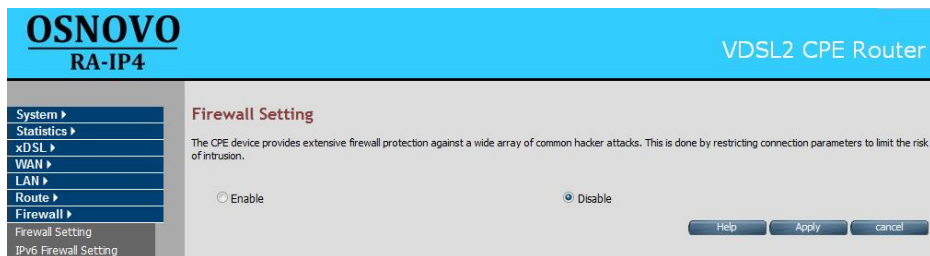 OSNOVO
RA-IP4
VDSL2 CPE Router
System
Statistics
xDSL
WAN
LAN
Route
Firewall
Firewall Setting
IPv6 Firewall Setting
Firewall Setting
The CPE device provides extensive firewall protection against a wide array of common hacker attacks. This is done by restricting connection parameters to limit the risk
of intrusion.
Enable
Disable
Help
Apply
cancel